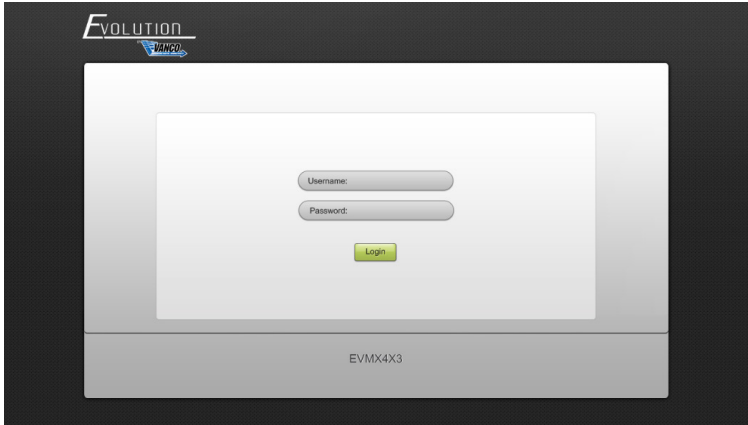 EVOLUTION
VANCO
Username:
Password:
Login
EVMX4X3